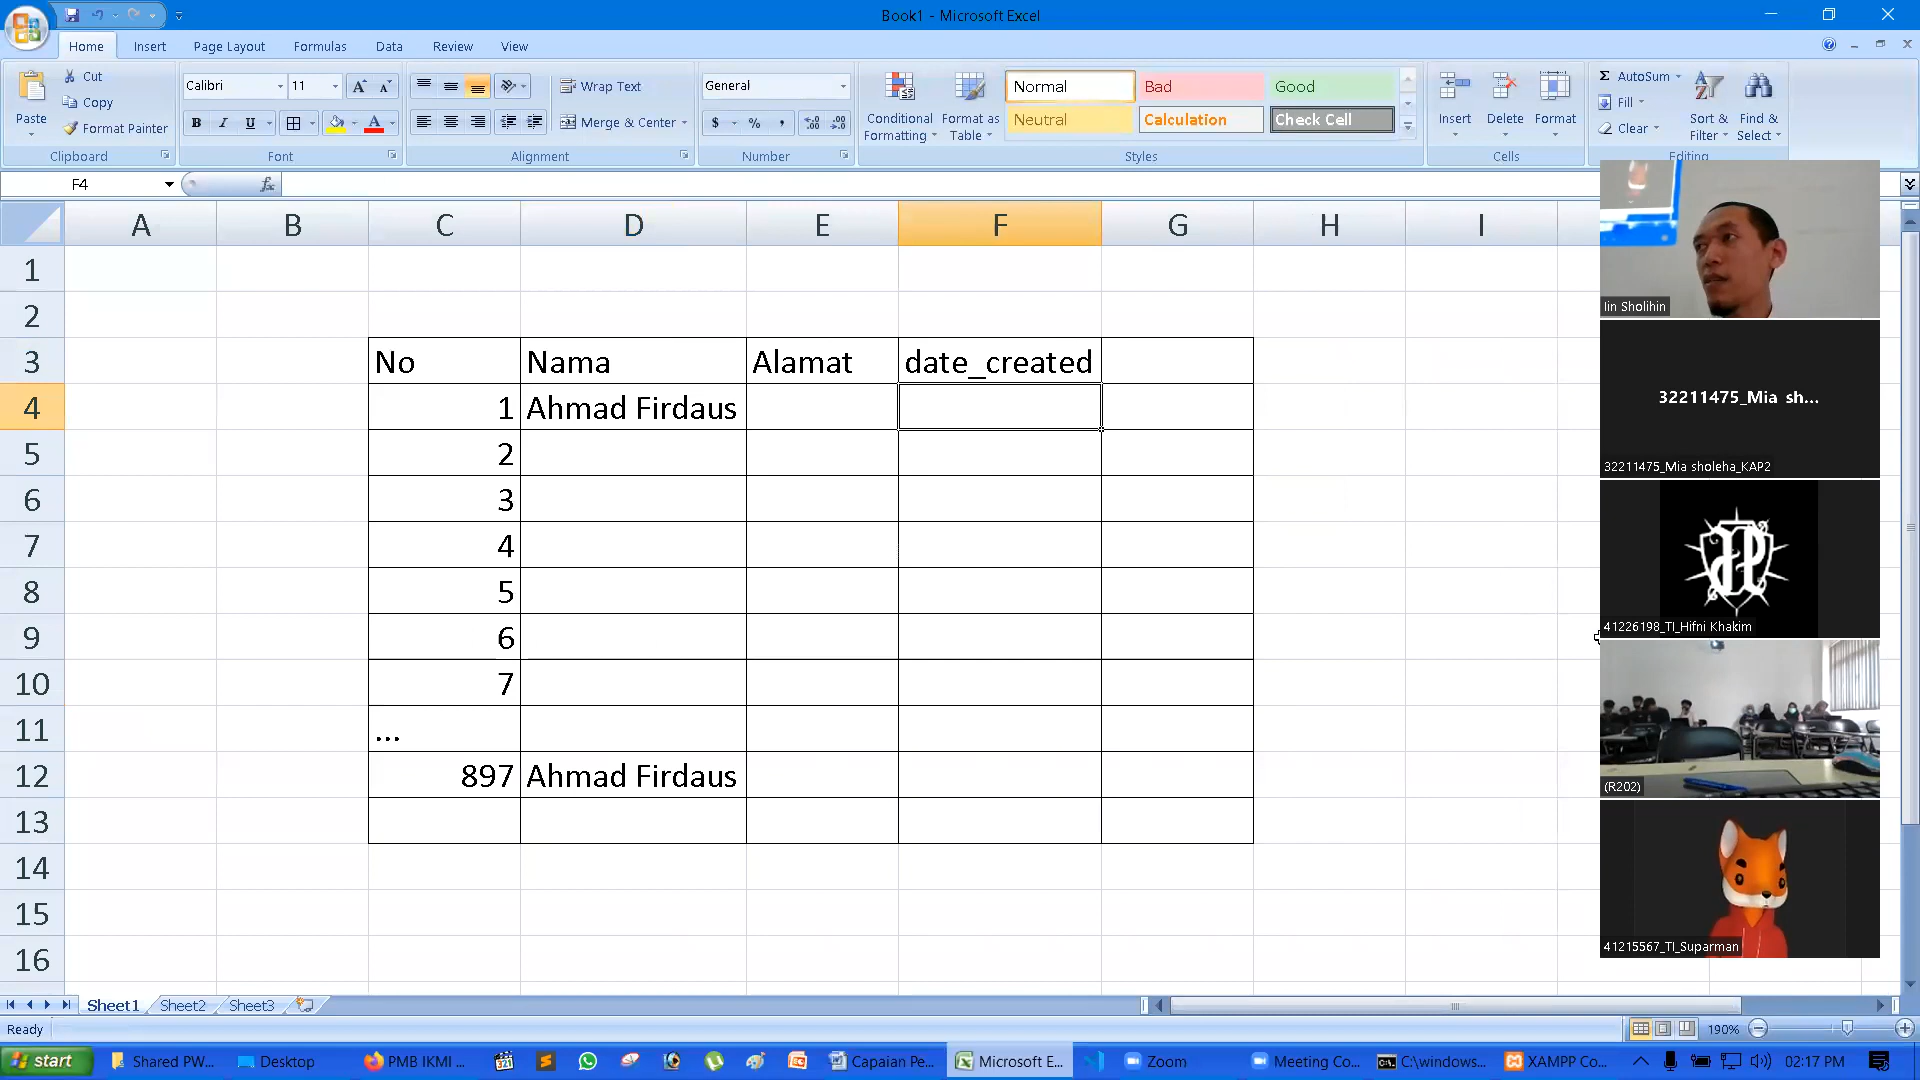 Book1 - Microsoft Excel
Home Insert Page Layout Formulas Data Review View
Paste
Cut
Copy
Format Painter
Clipboard
Calibri 11
B I U
Font
Wrap Text
Merge & Center
Alignment
General
$ % ,
Number
Conditional Formatting
Format as Table
Normal Bad Good
Neutral Calculation Check Cell
Styles
Insert Delete Format
Cells
Σ AutoSum
Fill
Clear
Sort & Filter
Find & Select
Editing
F4
fx
A B C D E F G H I
1
2
3 No Nama Alamat date_created
4 1 Ahmad Firdaus
5 2
6 3
7 4
8 5
9 6
10 7
11 ...
12 897 Ahmad Firdaus
13
14
15
16
Iin Sholihin
32211475_Mia sh...
32211475_Mia sholeha_KAP2
41226198_TI_Hifni Khakim
(R202)
41215567_TI_Suparman
Sheet1 Sheet2 Sheet3
Ready
190%
start Shared PW... Desktop PMB IKMI ... 321 Capaian Pe... Microsoft E... Zoom Meeting Co... C:\windows... XAMPP Co... 02:17 PM